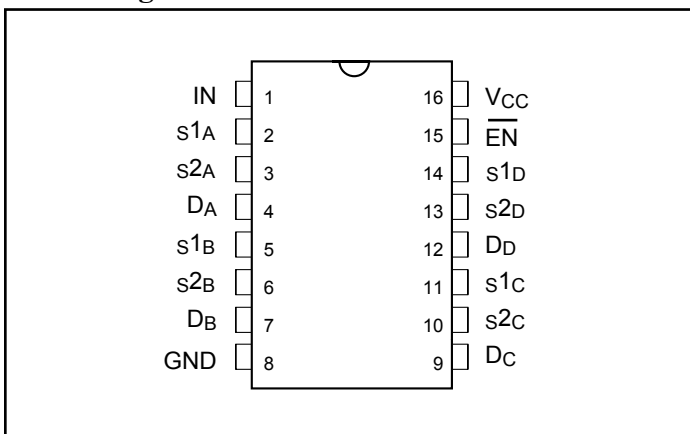 IN 1 16 VCC
S1A 2 15 EN
S2A 3 14 S1D
DA 4 13 S2D
S1B 5 12 DD
S2B 6 11 S1C
DB 7 10 S2C
GND 8 9 DC